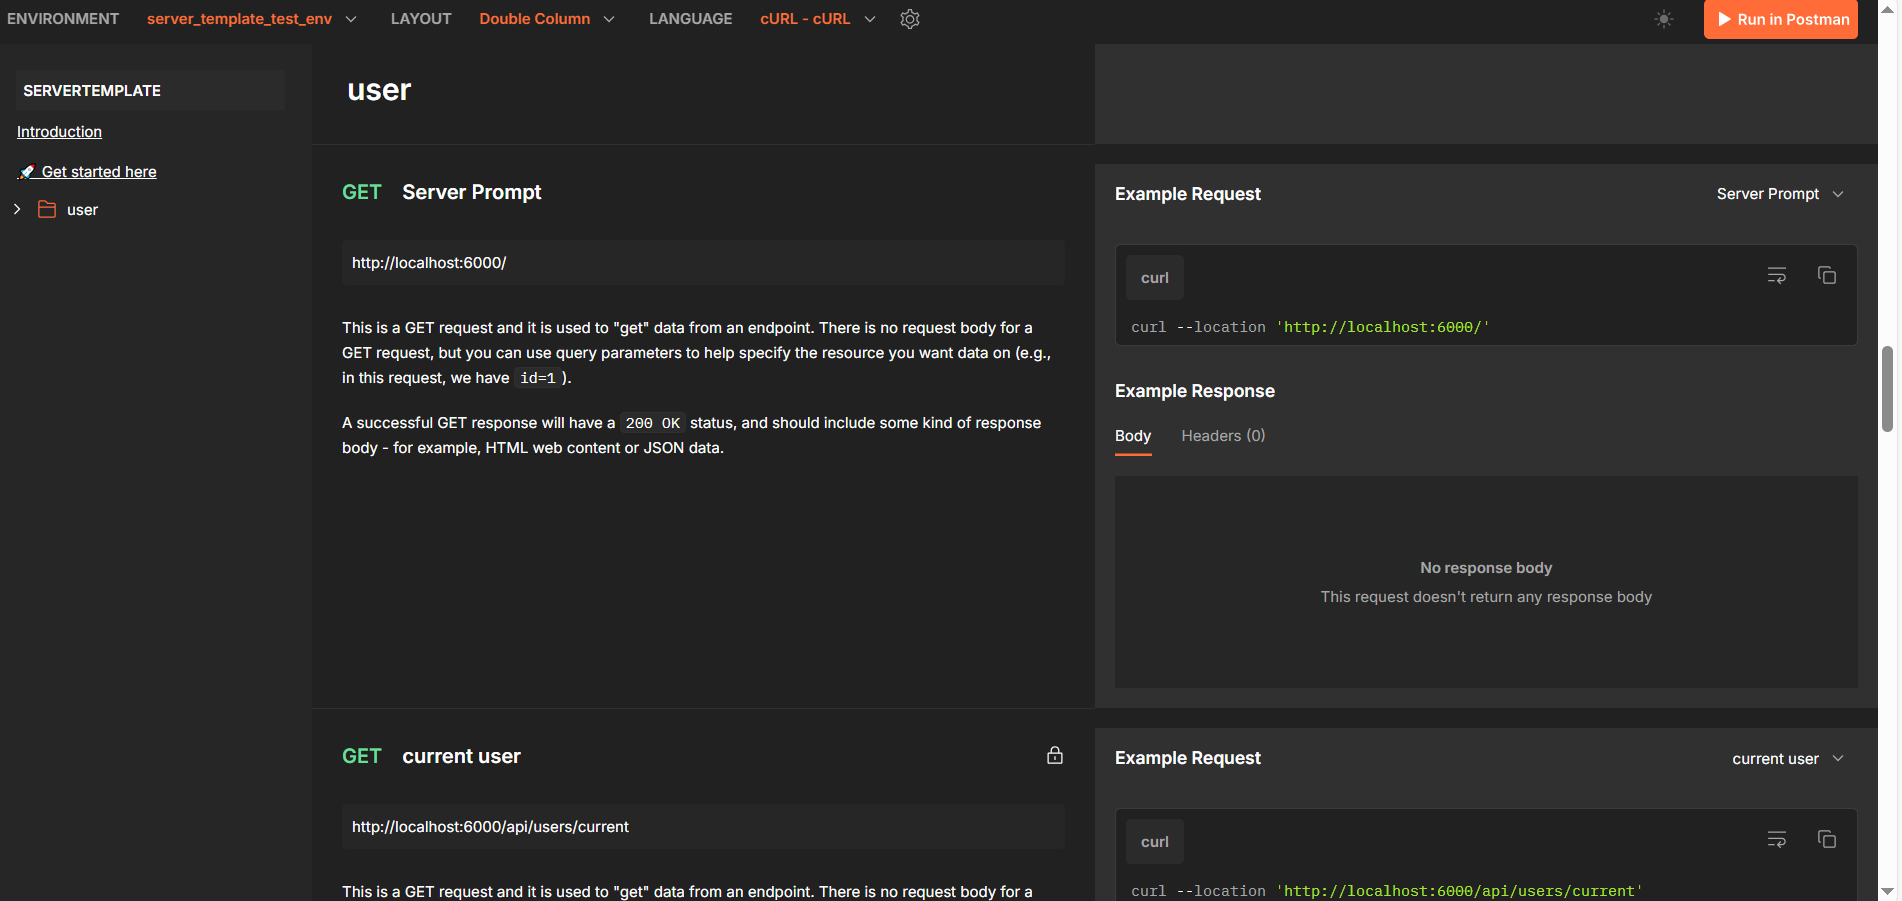 ENVIRONMENT server_template_test_env LAYOUT Double Column LANGUAGE cURL - cURL Run in Postman
SERVERTEMPLATE
Introduction
🚀 Get started here
user
user
GET Server Prompt
http://localhost:6000/
This is a GET request and it is used to "get" data from an endpoint. There is no request body for a
GET request, but you can use query parameters to help specify the resource you want data on (e.g.,
in this request, we have id=1 ).
A successful GET response will have a 200 OK status, and should include some kind of response
body - for example, HTML web content or JSON data.
Example Request Server Prompt
curl
curl --location 'http://localhost:6000/'
Example Response
Body Headers (0)
No response body
This request doesn't return any response body
GET current user
http://localhost:6000/api/users/current
This is a GET request and it is used to "get" data from an endpoint. There is no request body for a
Example Request current user
curl
curl --location 'http://localhost:6000/api/users/current'